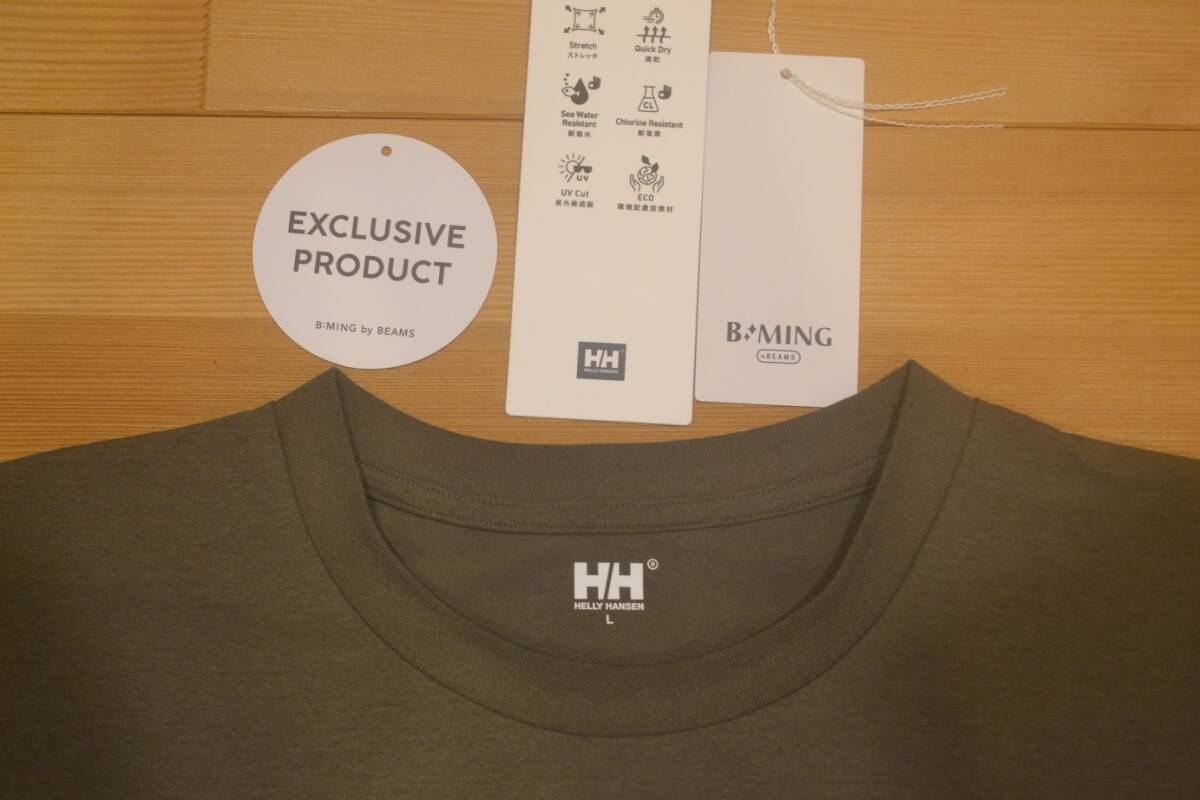 Stretch
ストレッチ
Quick Dry
速乾
Sea Water
Resistant
耐海水
CL
Chlorine Resistant
耐塩素
UV
UV Cut
紫外線遮蔽
ECO
環境配慮型素材
HH
HELLY HANSEN
EXCLUSIVE
PRODUCT
B:MING by BEAMS
B:MING
by BEAMS
HH®
HELLY HANSEN
L